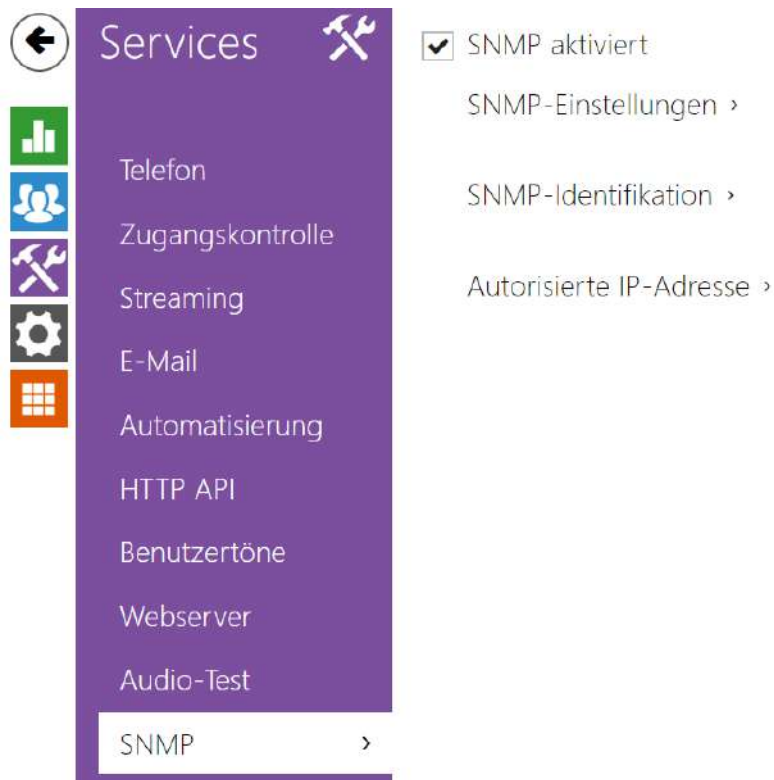 Services
Telefon
Zugangskontrolle
Streaming
E-Mail
Automatisierung
HTTP API
Benutzertöne
Webserver
Audio-Test
SNMP
SNMP aktiviert
SNMP-Einstellungen
SNMP-Identifikation
Autorisierte IP-Adresse